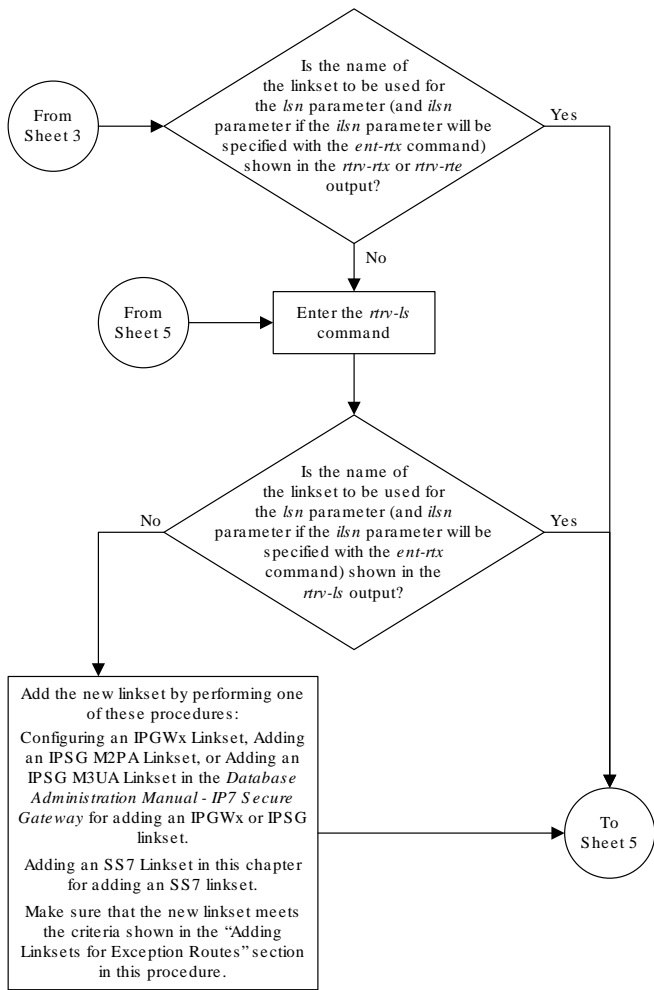 Is the name of
the linkset to be used for
the lsn parameter (and ilsn
parameter if the ilsn parameter will be
specified with the ent-rtx command)
shown in the rtrv-rtx or rtrv-rte
output?
From
Sheet 3
Yes
No
From
Sheet 5
Enter the rtrv-ls
command
Is the name of
the linkset to be used for
the lsn parameter (and ilsn
parameter if the ilsn parameter will be
specified with the ent-rtx
command) shown in the
rtrv-ls output?
No
Yes
Add the new linkset by performing one
of these procedures:
Configuring an IPGWx Linkset, Adding
an IPSG M2PA Linkset, or Adding an
IPSG M3UA Linkset in the Database
Administration Manual - IP7 Secure
Gateway for adding an IPGWx or IPSG
linkset.
Adding an SS7 Linkset in this chapter
for adding an SS7 linkset.
Make sure that the new linkset meets
the criteria shown in the “Adding
Linksets for Exception Routes” section
in this procedure.
To
Sheet 5